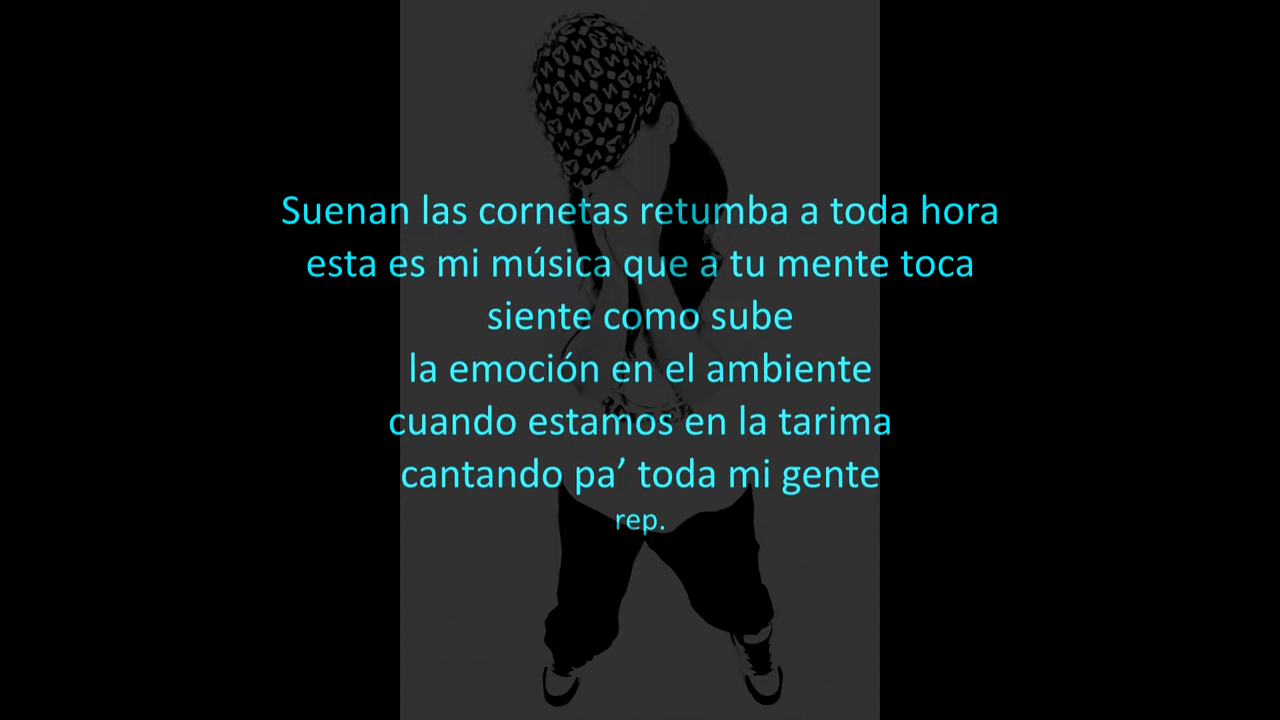 Suenan las cornetas retumba a toda hora
esta es mi música que a tu mente toca
siente como sube
la emoción en el ambiente
cuando estamos en la tarima
cantando pa’ toda mi gente
rep.